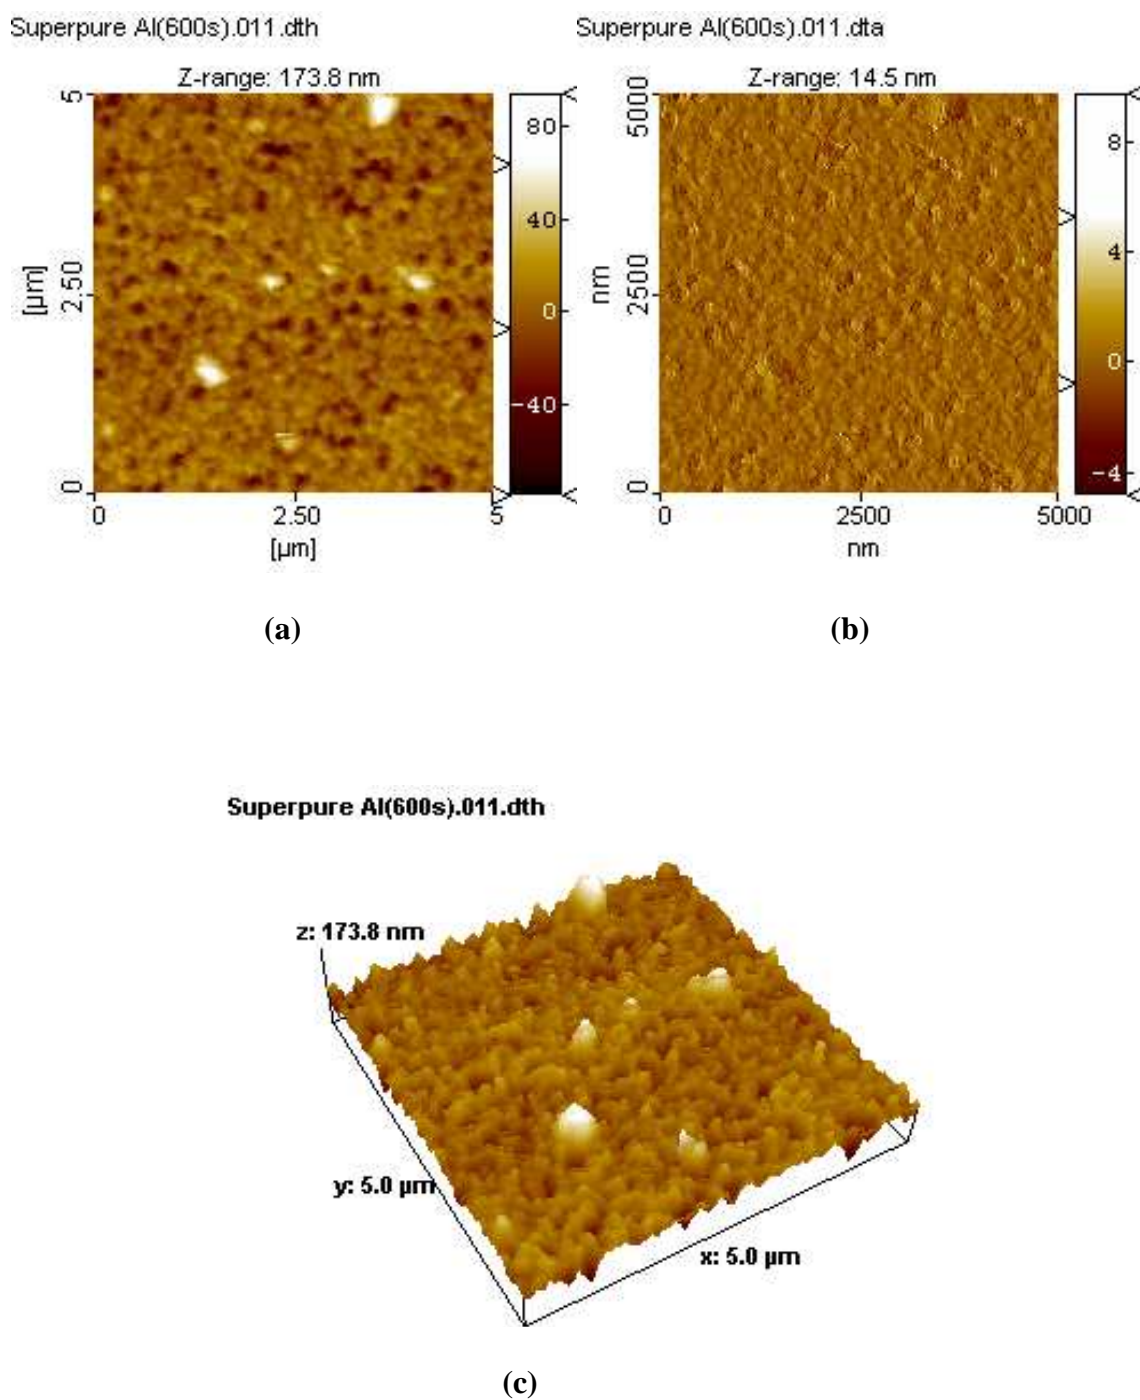 Superpure Al(600s).011.dth
Z-range: 173.8 nm
5
2.50
0
[µm]
0
2.50
5
[µm]
80
40
0
-40
(a)
Superpure Al(600s).011.dta
Z-range: 14.5 nm
5000
2500
0
nm
0
2500
5000
nm
8
4
0
-4
(b)
Superpure Al(600s).011.dth
z: 173.8 nm
y: 5.0 µm
x: 5.0 µm
(c)